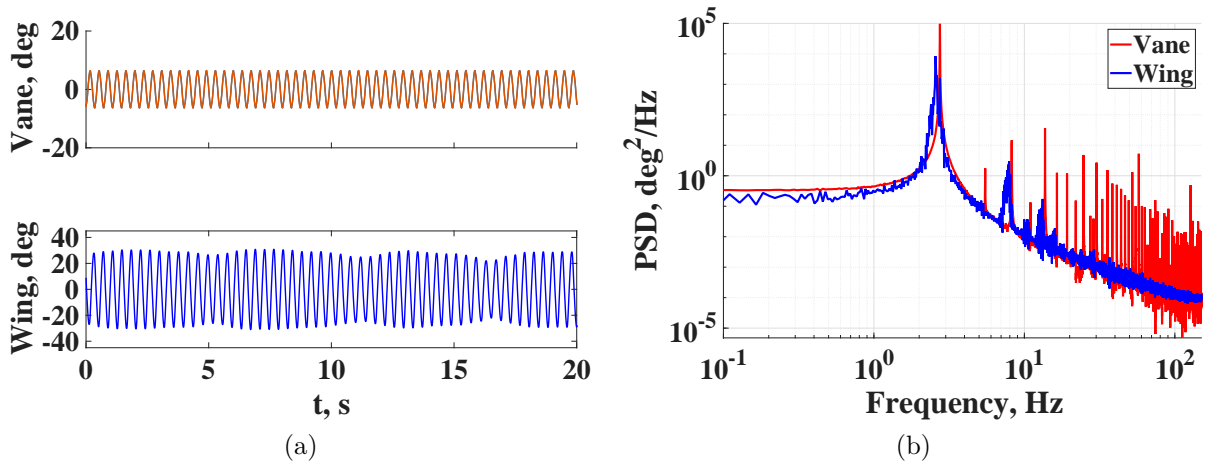 20
0
-20
Vane, deg
40
20
0
-20
-40
Wing, deg
0 5 10 15 20
t, s
(a)
10^5
10^0
10^-5
PSD, deg^2/Hz
Vane
Wing
10^-1 10^0 10^1 10^2
Frequency, Hz
(b)